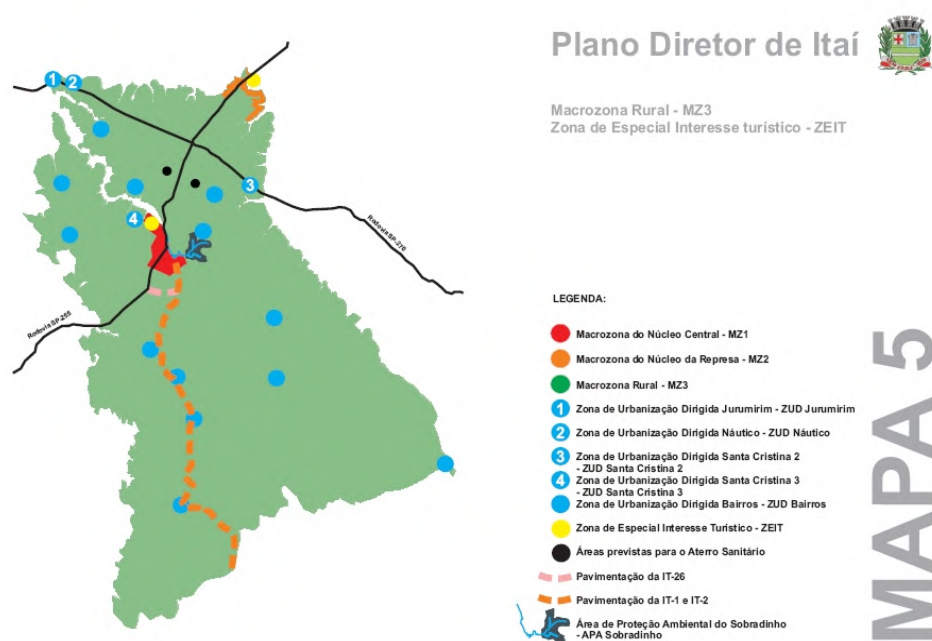 Plano Diretor de Itaí
Macrozona Rural - MZ3
Zona de Especial Interesse turístico - ZEIT
1
2
3
4
Rodovia SP-270
Rodovia SP-255
LEGENDA:
Macrozona do Núcleo Central - MZ1
Macrozona do Núcleo da Represa - MZ2
Macrozona Rural - MZ3
1 Zona de Urbanização Dirigida Jurumirim - ZUD Jurumirim
2 Zona de Urbanização Dirigida Náutico - ZUD Náutico
3 Zona de Urbanização Dirigida Santa Cristina 2
- ZUD Santa Cristina 2
4 Zona de Urbanização Dirigida Santa Cristina 3
- ZUD Santa Cristina 3
Zona de Urbanização Dirigida Bairros - ZUD Bairros
Zona de Especial Interesse Turístico - ZEIT
Áreas previstas para o Aterro Sanitário
Pavimentação da IT-26
Pavimentação da IT-1 e IT-2
Área de Proteção Ambiental do Sobradinho
- APA Sobradinho
MAPA 5